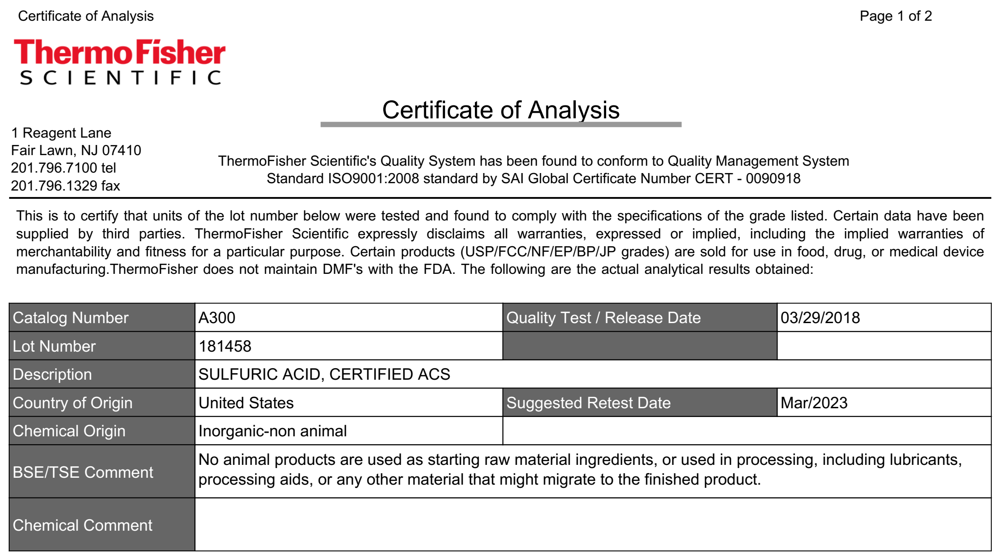 Certificate of Analysis
Page 1 of 2
ThermoFisher
SCIENTIFIC
Certificate of Analysis
1 Reagent Lane
Fair Lawn, NJ 07410
201.796.7100 tel
201.796.1329 fax
ThermoFisher Scientific's Quality System has been found to conform to Quality Management System
Standard ISO9001:2008 standard by SAI Global Certificate Number CERT - 0090918
This is to certify that units of the lot number below were tested and found to comply with the specifications of the grade listed. Certain data have been
supplied by third parties. ThermoFisher Scientific expressly disclaims all warranties, expressed or implied, including the implied warranties of
merchantability and fitness for a particular purpose. Certain products (USP/FCC/NF/EP/BP/JP grades) are sold for use in food, drug, or medical device
manufacturing.ThermoFisher does not maintain DMF's with the FDA. The following are the actual analytical results obtained:
Catalog Number A300 Quality Test / Release Date 03/29/2018
Lot Number 181458
Description SULFURIC ACID, CERTIFIED ACS
Country of Origin United States Suggested Retest Date Mar/2023
Chemical Origin Inorganic-non animal
BSE/TSE Comment No animal products are used as starting raw material ingredients, or used in processing, including lubricants,
processing aids, or any other material that might migrate to the finished product.
Chemical Comment